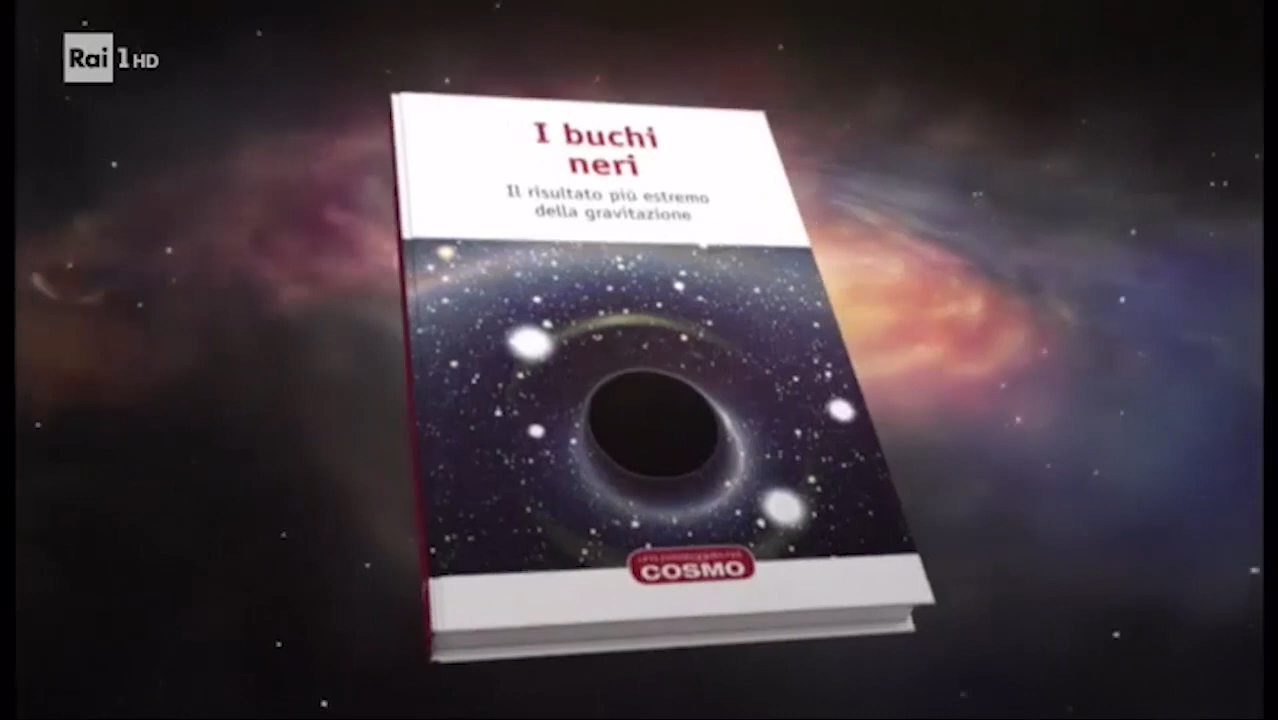 Rai 1 HD
I buchi
neri
Il risultato più estremo
della gravitazione
COSMO